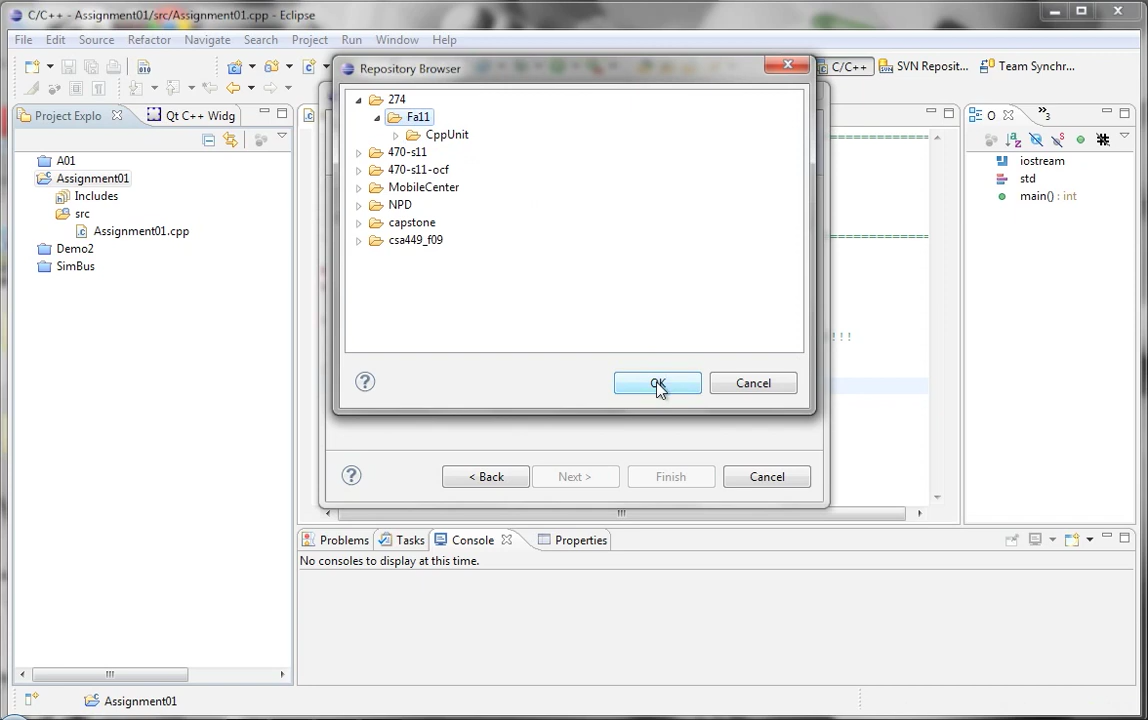 C/C++ - Assignment01/src/Assignment01.cpp - Eclipse
File Edit Source Refactor Navigate Search Project Run Window Help
C/C++ SVN Reposit... Team Synchr...
Project Explo
Qt C++ Widg
A01
Assignment01
Includes
src
Assignment01.cpp
Demo2
SimBus
Repository Browser
274
Fa11
CppUnit
470-s11
470-s11-ocf
MobileCenter
NPD
capstone
csa449_f09
OK Cancel
< Back Next > Finish Cancel
!!!
O
3
iostream
std
main() : int
Problems Tasks Console Properties
No consoles to display at this time.
Assignment01